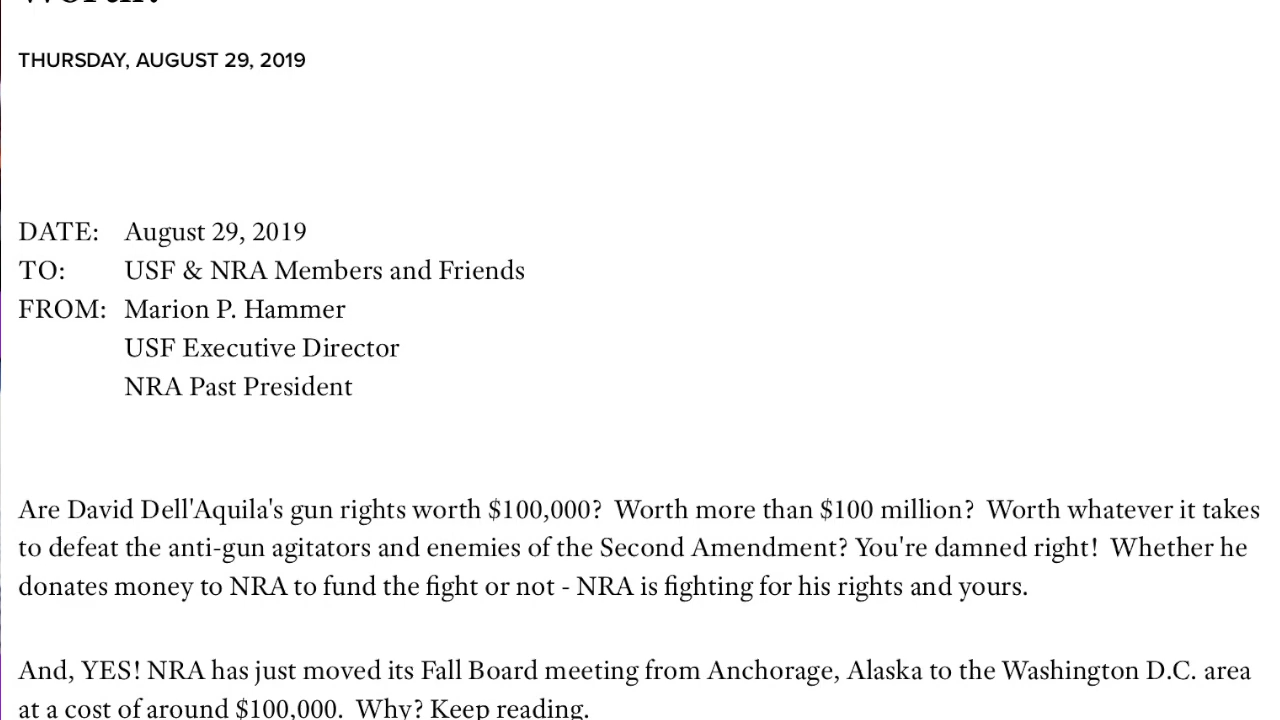 THURSDAY, AUGUST 29, 2019
DATE: August 29, 2019
TO: USF & NRA Members and Friends
FROM: Marion P. Hammer
USF Executive Director
NRA Past President
Are David Dell'Aquila's gun rights worth $100,000? Worth more than $100 million? Worth whatever it takes
to defeat the anti-gun agitators and enemies of the Second Amendment? You're damned right! Whether he
donates money to NRA to fund the fight or not - NRA is fighting for his rights and yours.
And, YES! NRA has just moved its Fall Board meeting from Anchorage, Alaska to the Washington D.C. area
at a cost of around $100,000. Why? Keep reading.